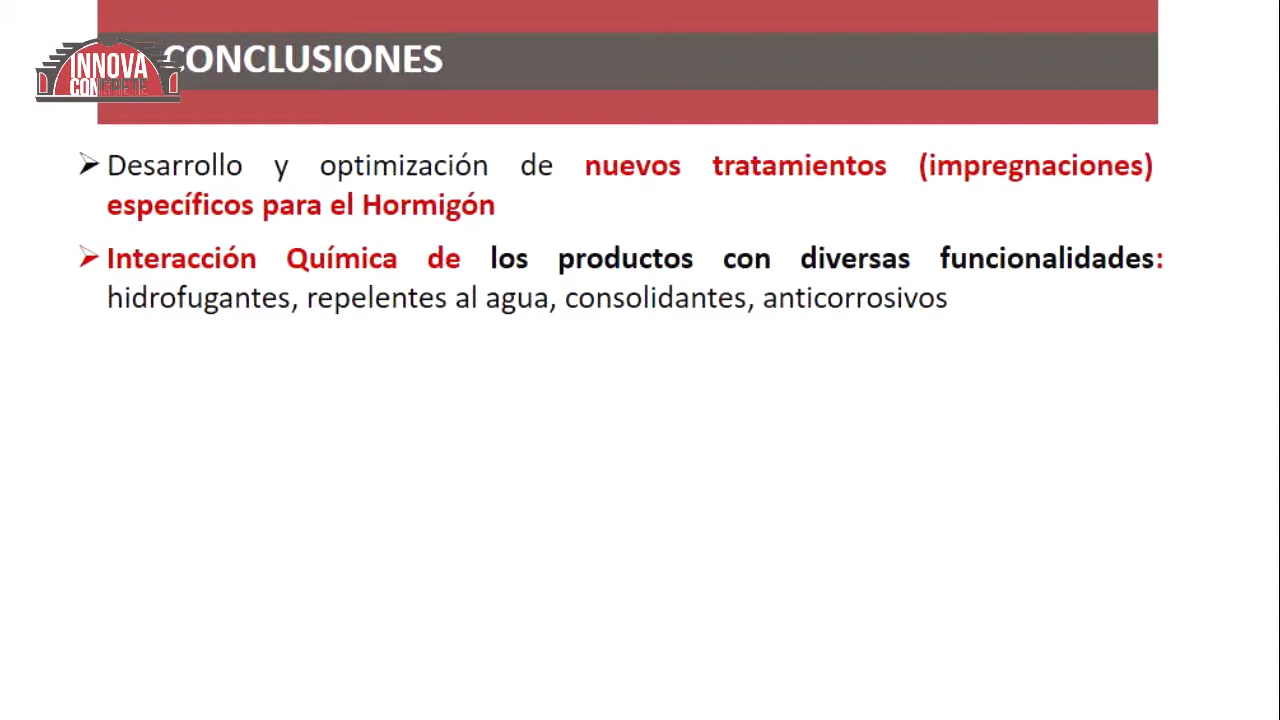 INNOVA
CONCRETE
CONCLUSIONES
Desarrollo y optimización de nuevos tratamientos (impregnaciones)
específicos para el Hormigón
Interacción Química de los productos con diversas funcionalidades:
hidrofugantes, repelentes al agua, consolidantes, anticorrosivos